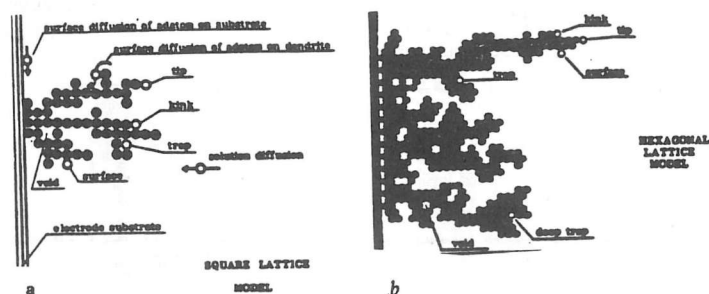 surface diffusion of adatom on substrate
surface diffusion of adatom on dendrite
tip
kink
trap
solution diffusion
void
surface
electrode substrate
SQUARE LATTICE
MODEL
a
kink
tip
trap
surface
HEXAGONAL
LATTICE
MODEL
void
deep trap
b